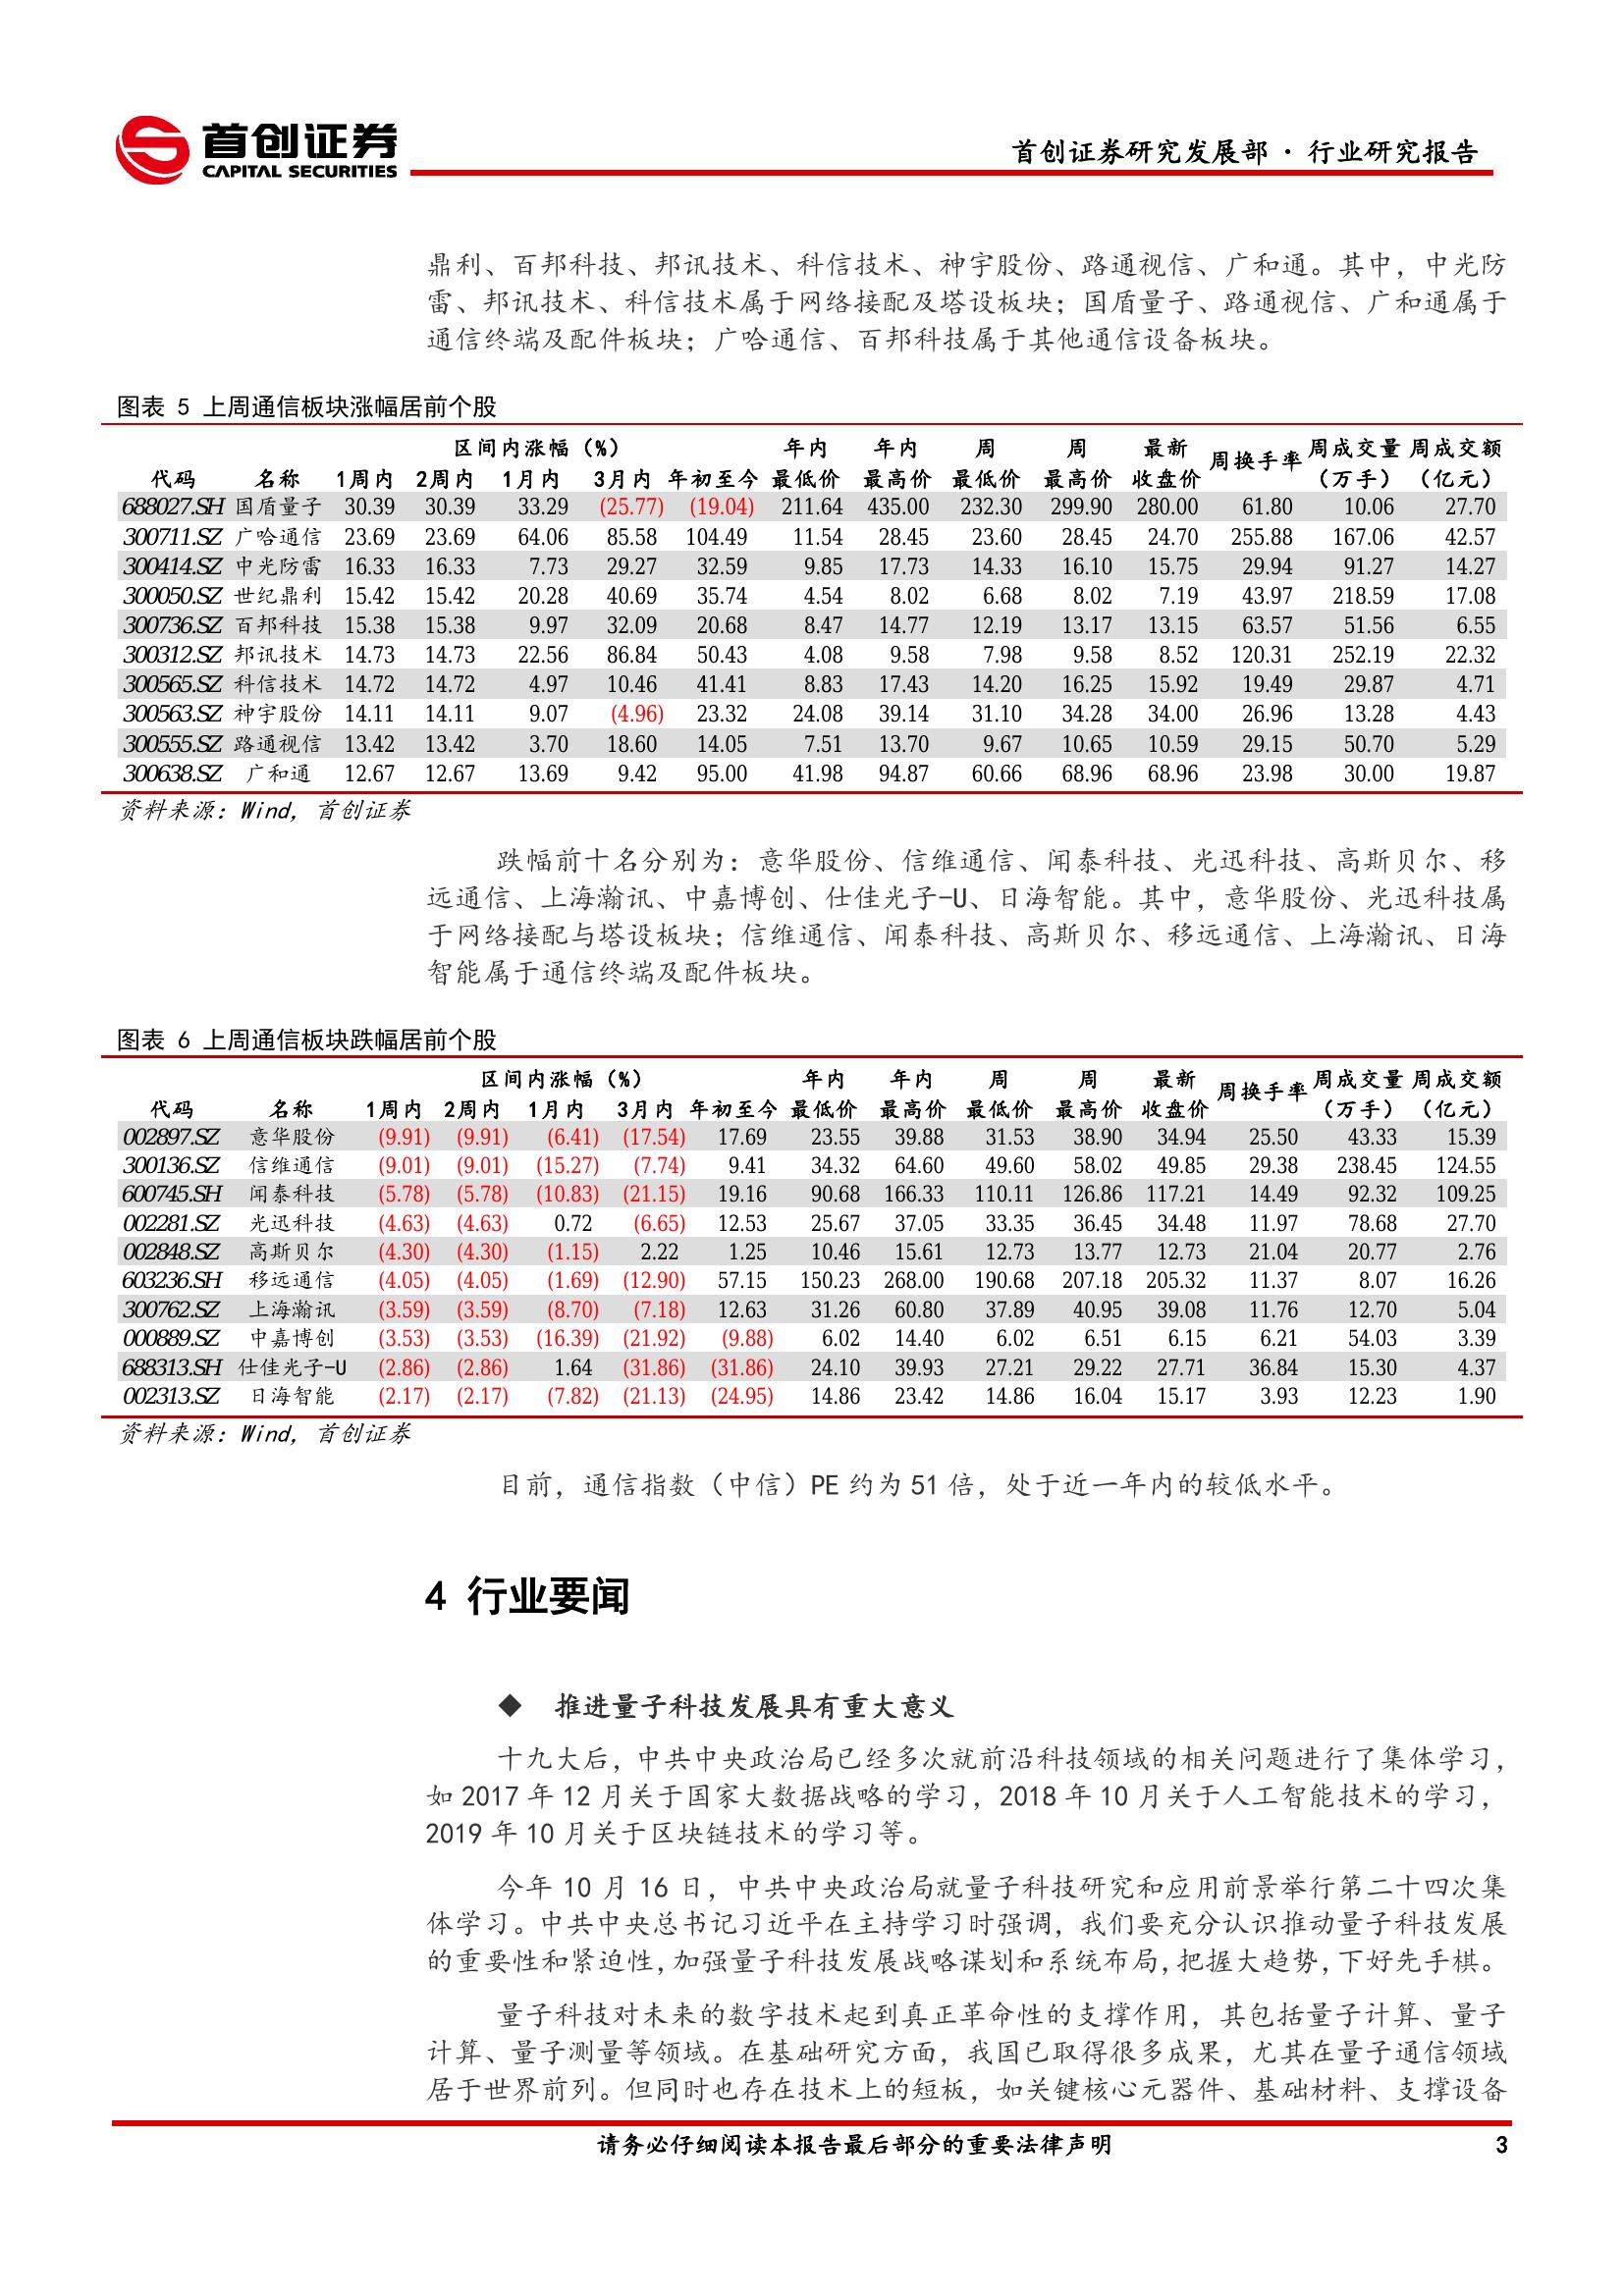 首创证券
CAPITAL SECURITIES
首创证券研究发展部 · 行业研究报告
鼎利、百邦科技、邦讯技术、科信技术、神宇股份、路通视信、广和通。其中，中光防
雷、邦讯技术、科信技术属于网络接配及塔设板块；国盾量子、路通视信、广和通属于
通信终端及配件板块；广哈通信、百邦科技属于其他通信设备板块。
图表 5 上周通信板块涨幅居前个股
区间内涨幅（%） 年内 年内 周 周 最新 周换手率 周成交量 周成交额
代码 名称 1周内 2周内 1月内 3月内 年初至今 最低价 最高价 最低价 最高价 收盘价 （万手） （亿元）
688027.SH 国盾量子 30.39 30.39 33.29 (25.77) (19.04) 211.64 435.00 232.30 299.90 280.00 61.80 10.06 27.70
300711.SZ 广哈通信 23.69 23.69 64.06 85.58 104.49 11.54 28.45 23.60 28.45 24.70 255.88 167.06 42.57
300414.SZ 中光防雷 16.33 16.33 7.73 29.27 32.59 9.85 17.73 14.33 16.10 15.75 29.94 91.27 14.27
300050.SZ 世纪鼎利 15.42 15.42 20.28 40.69 35.74 4.54 8.02 6.68 8.02 7.19 43.97 218.59 17.08
300736.SZ 百邦科技 15.38 15.38 9.97 32.09 20.68 8.47 14.77 12.19 13.17 13.15 63.57 51.56 6.55
300312.SZ 邦讯技术 14.73 14.73 22.56 86.84 50.43 4.08 9.58 7.98 9.58 8.52 120.31 252.19 22.32
300565.SZ 科信技术 14.72 14.72 4.97 10.46 41.41 8.83 17.43 14.20 16.25 15.92 19.49 29.87 4.71
300563.SZ 神宇股份 14.11 14.11 9.07 (4.96) 23.32 24.08 39.14 31.10 34.28 34.00 26.96 13.28 4.43
300555.SZ 路通视信 13.42 13.42 3.70 18.60 14.05 7.51 13.70 9.67 10.65 10.59 29.15 50.70 5.29
300638.SZ 广和通 12.67 12.67 13.69 9.42 95.00 41.98 94.87 60.66 68.96 68.96 23.98 30.00 19.87
资料来源：Wind，首创证券
跌幅前十名分别为：意华股份、信维通信、闻泰科技、光迅科技、高斯贝尔、移
远通信、上海瀚讯、中嘉博创、仕佳光子-U、日海智能。其中，意华股份、光迅科技属
于网络接配与塔设板块；信维通信、闻泰科技、高斯贝尔、移远通信、上海瀚讯、日海
智能属于通信终端及配件板块。
图表 6 上周通信板块跌幅居前个股
区间内涨幅（%） 年内 年内 周 周 最新 周换手率 周成交量 周成交额
代码 名称 1周内 2周内 1月内 3月内 年初至今 最低价 最高价 最低价 最高价 收盘价 （万手） （亿元）
002897.SZ 意华股份 (9.91) (9.91) (6.41) (17.54) 17.69 23.55 39.88 31.53 38.90 34.94 25.50 43.33 15.39
300136.SZ 信维通信 (9.01) (9.01) (15.27) (7.74) 9.41 34.32 64.60 49.60 58.02 49.85 29.38 238.45 124.55
600745.SH 闻泰科技 (5.78) (5.78) (10.83) (21.15) 19.16 90.68 166.33 110.11 126.86 117.21 14.49 92.32 109.25
002281.SZ 光迅科技 (4.63) (4.63) 0.72 (6.65) 12.53 25.67 37.05 33.35 36.45 34.48 11.97 78.68 27.70
002848.SZ 高斯贝尔 (4.30) (4.30) (1.15) 2.22 1.25 10.46 15.61 12.73 13.77 12.73 21.04 20.77 2.76
603236.SH 移远通信 (4.05) (4.05) (1.69) (12.90) 57.15 150.23 268.00 190.68 207.18 205.32 11.37 8.07 16.26
300762.SZ 上海瀚讯 (3.59) (3.59) (8.70) (7.18) 12.63 31.26 60.80 37.89 40.95 39.08 11.76 12.70 5.04
000889.SZ 中嘉博创 (3.53) (3.53) (16.39) (21.92) (9.88) 6.02 14.40 6.02 6.51 6.15 6.21 54.03 3.39
688313.SH 仕佳光子-U (2.86) (2.86) 1.64 (31.86) (31.86) 24.10 39.93 27.21 29.22 27.71 36.84 15.30 4.37
002313.SZ 日海智能 (2.17) (2.17) (7.82) (21.13) (24.95) 14.86 23.42 14.86 16.04 15.17 3.93 12.23 1.90
资料来源：Wind，首创证券
目前，通信指数（中信）PE 约为 51 倍，处于近一年内的较低水平。
4 行业要闻
◆ 推进量子科技发展具有重大意义
十九大后，中共中央政治局已经多次就前沿科技领域的相关问题进行了集体学习，
如 2017 年 12 月关于国家大数据战略的学习，2018 年 10 月关于人工智能技术的学习，
2019 年 10 月关于区块链技术的学习等。
今年 10 月 16 日，中共中央政治局就量子科技研究和应用前景举行第二十四次集
体学习。中共中央总书记习近平在主持学习时强调，我们要充分认识推动量子科技发展
的重要性和紧迫性，加强量子科技发展战略谋划和系统布局，把握大趋势，下好先手棋。
量子科技对未来的数字技术起到真正革命性的支撑作用，其包括量子计算、量子
计算、量子测量等领域。在基础研究方面，我国已取得很多成果，尤其在量子通信领域
居于世界前列。但同时也存在技术上的短板，如关键核心元器件、基础材料、支撑设备
请务必仔细阅读本报告最后部分的重要法律声明 3